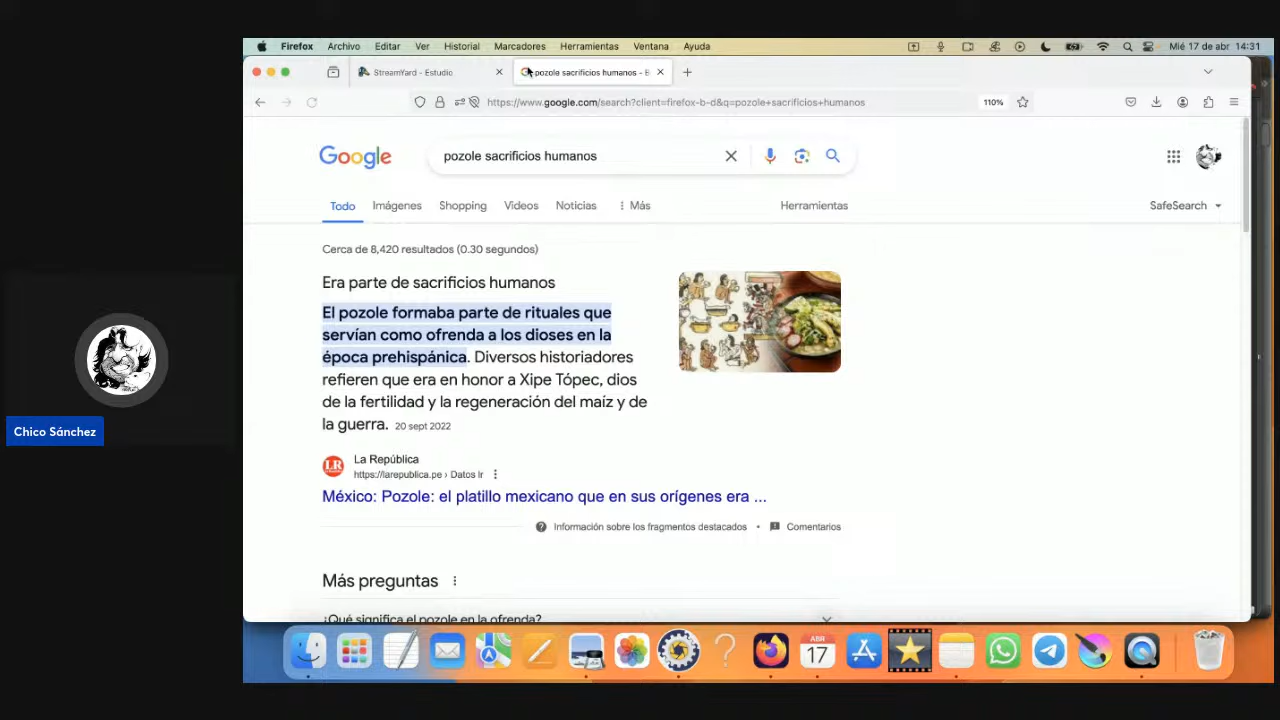 Firefox Archivo Editar Ver Historial Marcadores Herramientas Ventana Ayuda Mié 17 de abr 14:31
StreamYard - Estudio
pozole sacrificios humanos - B
https://www.google.com/search?client=firefox-b-d&q=pozole+sacrificios+humanos 110%
Google
pozole sacrificios humanos
Todo Imágenes Shopping Videos Noticias Más Herramientas SafeSearch
Cerca de 8,420 resultados (0.30 segundos)
Era parte de sacrificios humanos
El pozole formaba parte de rituales que
servían como ofrenda a los dioses en la
época prehispánica. Diversos historiadores
refieren que era en honor a Xipe Tópec, dios
de la fertilidad y la regeneración del maíz y de
la guerra. 20 sept 2022
LR
La República
https://larepublica.pe › Datos lr
México: Pozole: el platillo mexicano que en sus orígenes era ...
Información sobre los fragmentos destacados • Comentarios
Más preguntas
¿Qué significa el pozole en la ofrenda?
Chico Sánchez
ABR
17